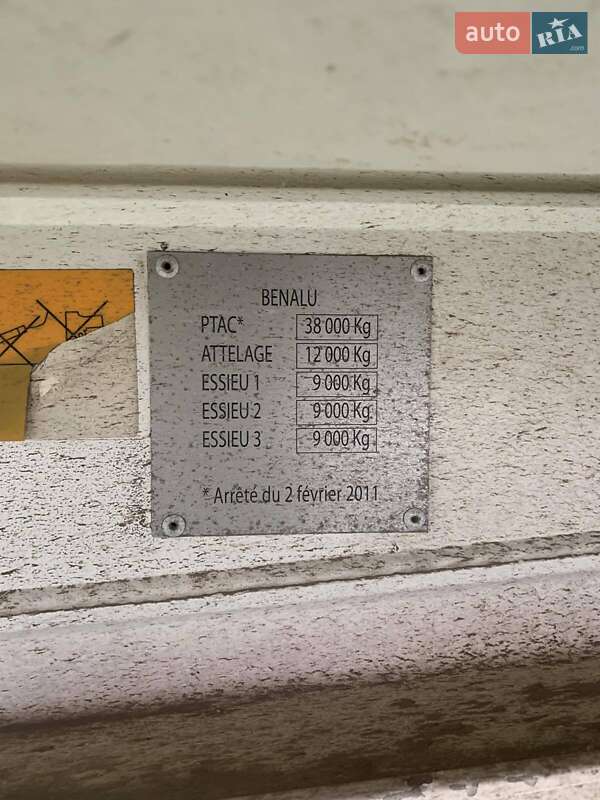 auto
RIA
.com
BENALU
PTAC* 38 000 Kg
ATTELAGE 12 000 Kg
ESSIEU 1 9 000 Kg
ESSIEU 2 9 000 Kg
ESSIEU 3 9 000 Kg
* Arrêté du 2 février 2011